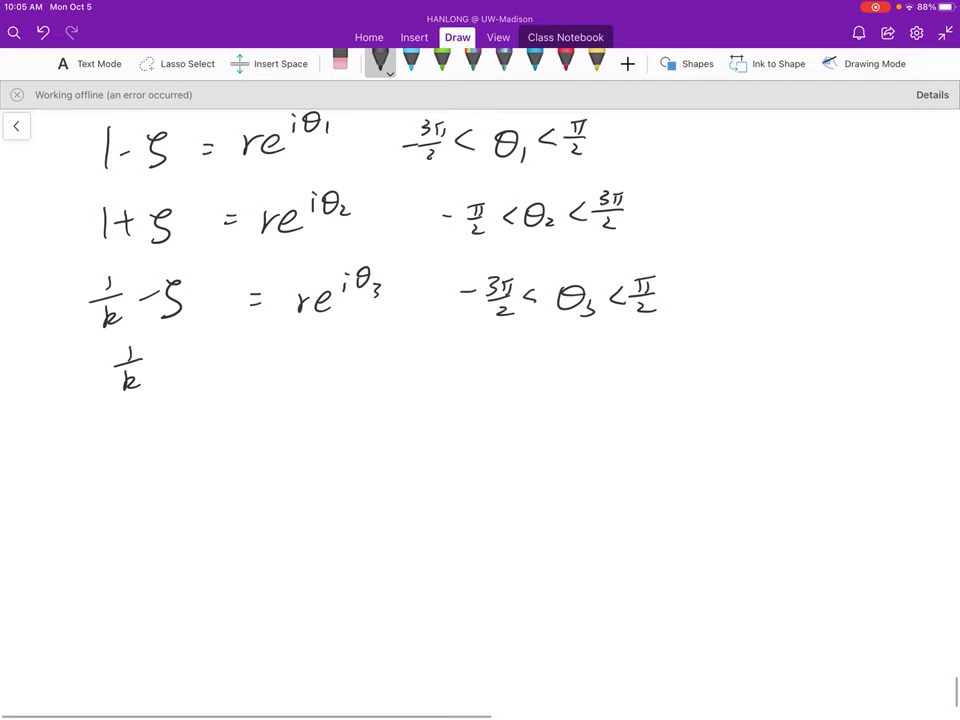 10:05 AM Mon Oct 5
88%
HANLONG @ UW-Madison
Home Insert Draw View Class Notebook
A Text Mode Lasso Select Insert Space + Shapes Ink to Shape Drawing Mode
Working offline (an error occurred) Details
1-ζ = re^{iθ₁} -3π/2 < θ₁ < π/2
1+ζ = re^{iθ₂} -π/2 < θ₂ < 3π/2
1/k -ζ = re^{iθ₃} -3π/2 < θ₃ < π/2
1/k